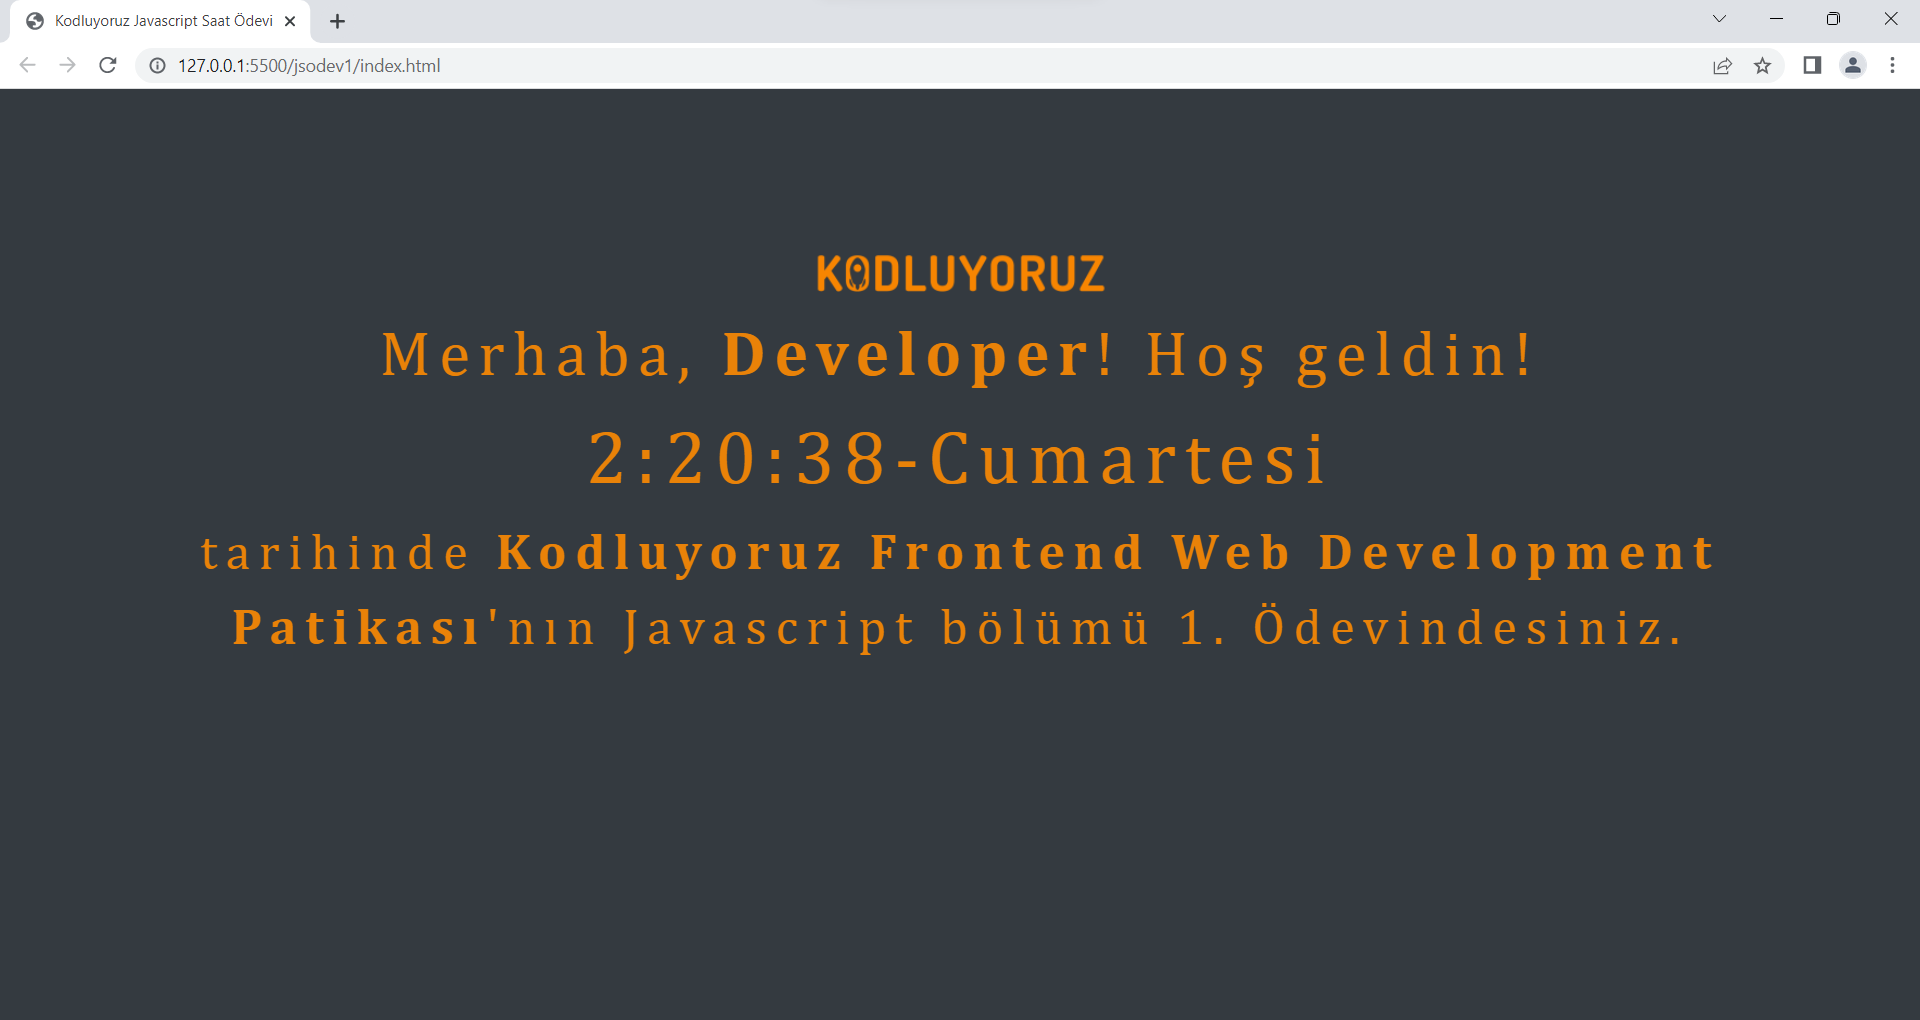 Kodluyoruz Javascript Saat Ödevi
127.0.0.1:5500/jsodev1/index.html
KODLUYORUZ
Merhaba, Developer! Hoş geldin!
2:20:38-Cumartesi
tarihinde Kodluyoruz Frontend Web Development
Patikası'nın Javascript bölümü 1. Ödevindesiniz.